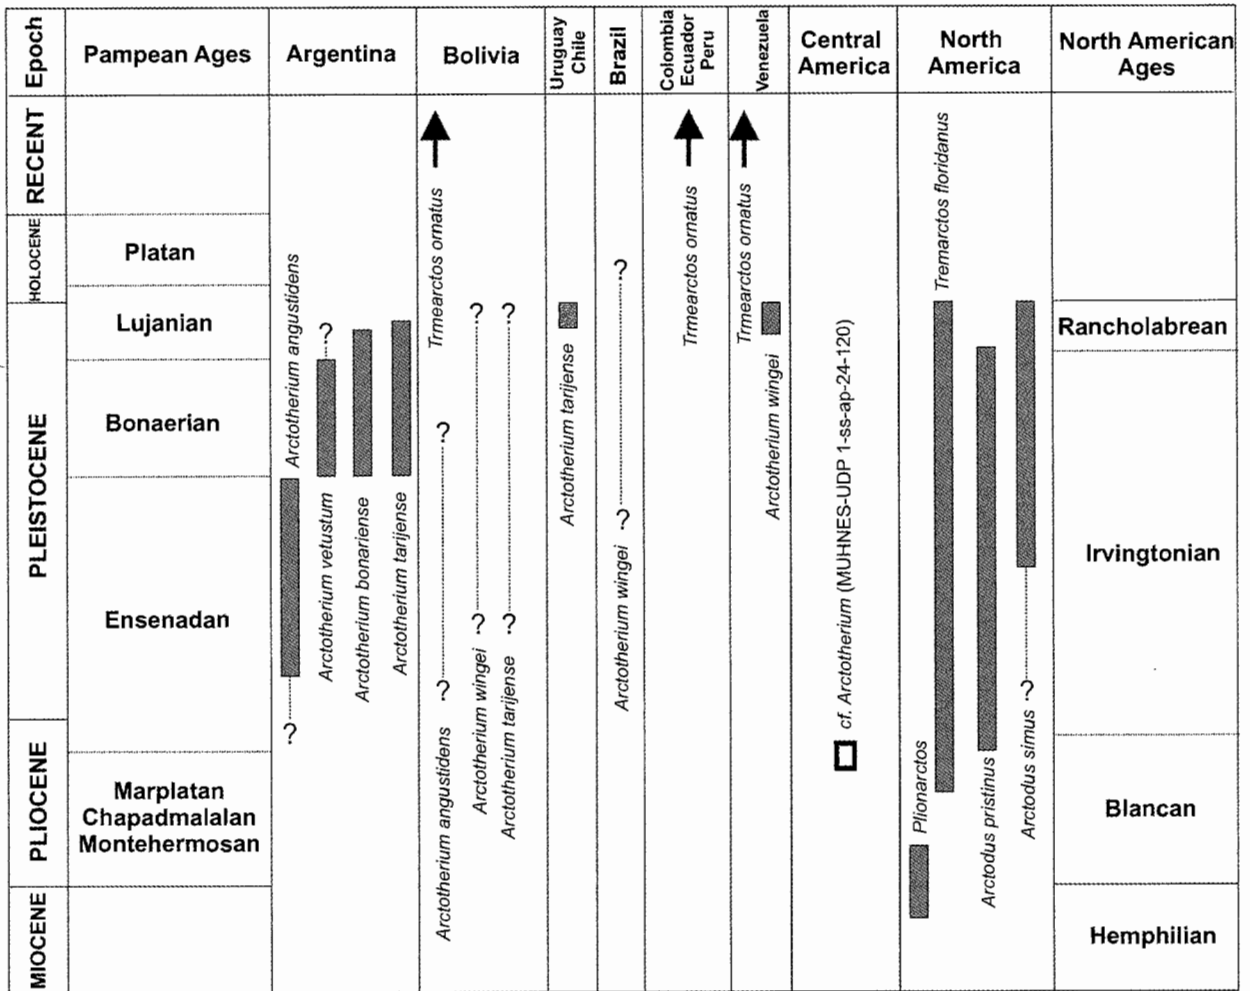 Epoch
Pampean Ages
Argentina
Bolivia
Uruguay
Chile
Brazil
Colombia
Ecuador
Peru
Venezuela
Central
America
North
America
North American
Ages
RECENT
HOLOCENE
PLEISTOCENE
PLIOCENE
MIOCENE
Platan
Lujanian
Bonaerian
Ensenadan
Marplatan
Chapadmalalan
Montehermosan
Arctotherium angustidens
?
?
Arctotherium vetustum
Arctotherium bonariense
Arctotherium tarijense
Trmearctos ornatus
?
?
Arctotherium angustidens
?
?
Arctotherium wingei
?
?
Arctotherium tarijense
Arctotherium tarijense
?
?
Arctotherium wingei
Trmearctos ornatus
Trmearctos ornatus
Arctotherium wingei
cf. Arctotherium (MUHNES-UDP 1-ss-ap-24-120)
Plionarctos
Tremarctos floridanus
Arctodus pristinus
?
Arctodus simus
Rancholabrean
Irvingtonian
Blancan
Hemphilian